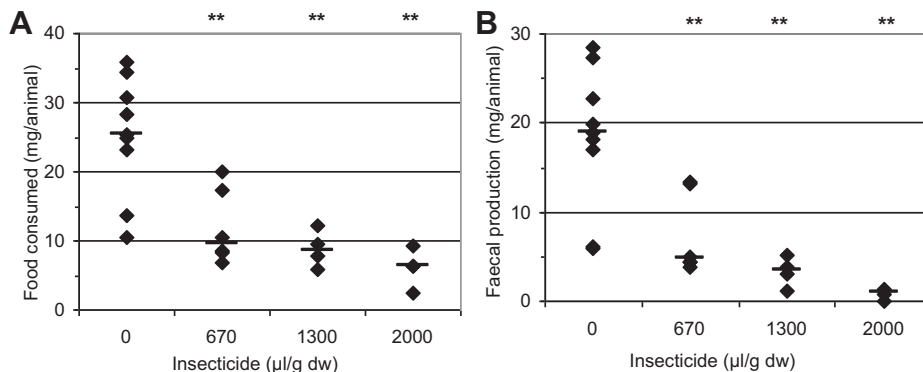 A
** ** **
Food consumed (mg/animal)
40
30
20
10
0
0 670 1300 2000
Insecticide (µl/g dw)
B
** ** **
Faecal production (mg/animal)
30
20
10
0
0 670 1300 2000
Insecticide (µl/g dw)